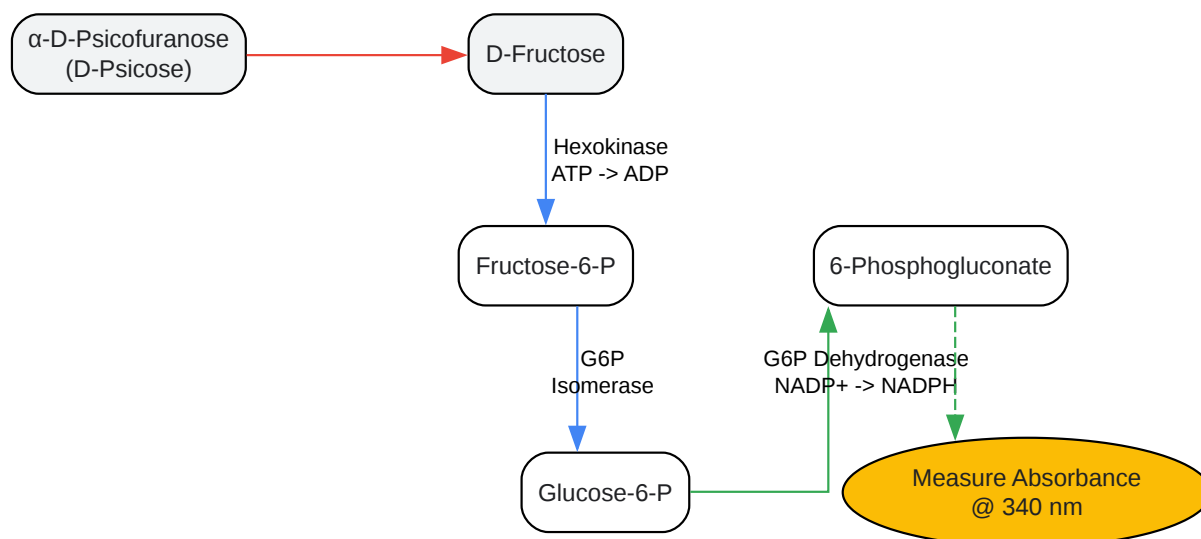 α-D-Psicofuranose
(D-Psicose)
D-Fructose
Hexokinase
ATP -> ADP
Fructose-6-P
6-Phosphogluconate
G6P
Isomerase
G6P Dehydrogenase
NADP+ -> NADPH
Glucose-6-P
Measure Absorbance
@ 340 nm